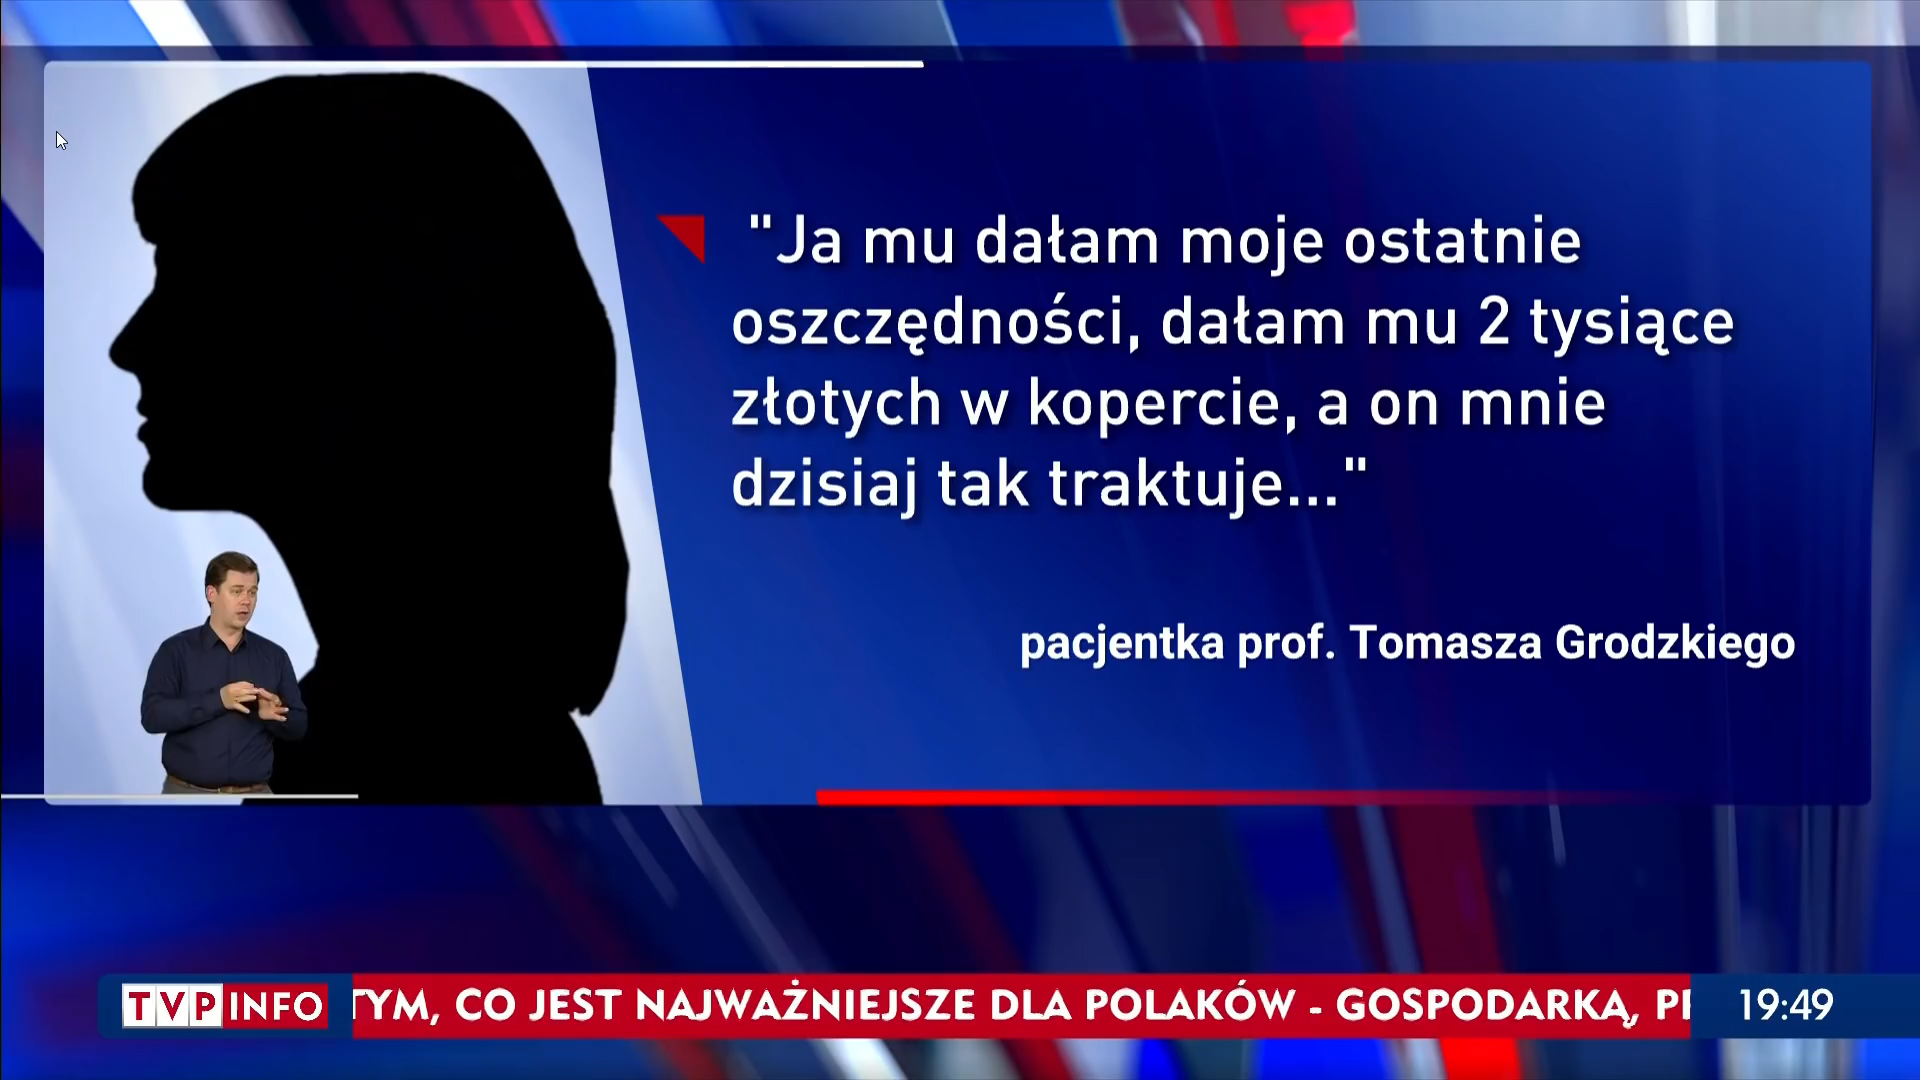 "Ja mu dałam moje ostatnie
oszczędności, dałam mu 2 tysiące
złotych w kopercie, a on mnie
dzisiaj tak traktuje..."
pacjentka prof. Tomasza Grodzkiego
TVP INFO
TYM, CO JEST NAJWAŻNIEJSZE DLA POLAKÓW - GOSPODARKĄ,
19:49